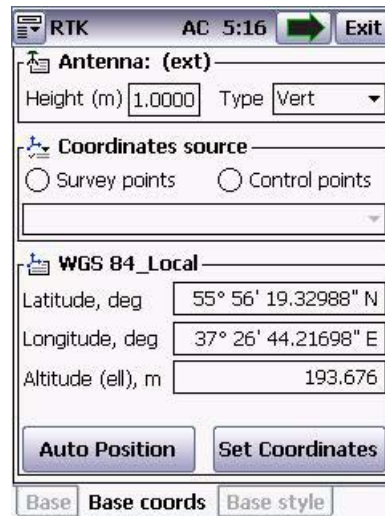 RTK AC 5:16 Exit
Antenna: (ext)
Height (m) 1.0000 Type Vert
Coordinates source
Survey points Control points
WGS 84_Local
Latitude, deg 55° 56' 19.32988" N
Longitude, deg 37° 26' 44.21698" E
Altitude (ell), m 193.676
Auto Position Set Coordinates
Base Base coords Base style